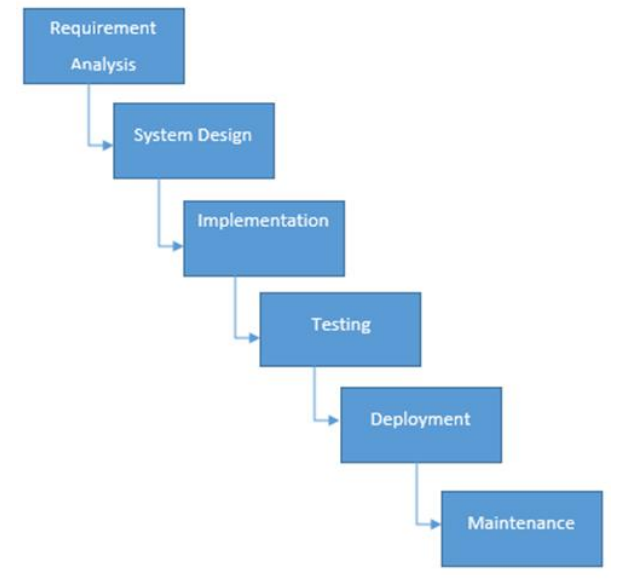 Requirement
Analysis
System Design
Implementation
Testing
Deployment
Maintenance